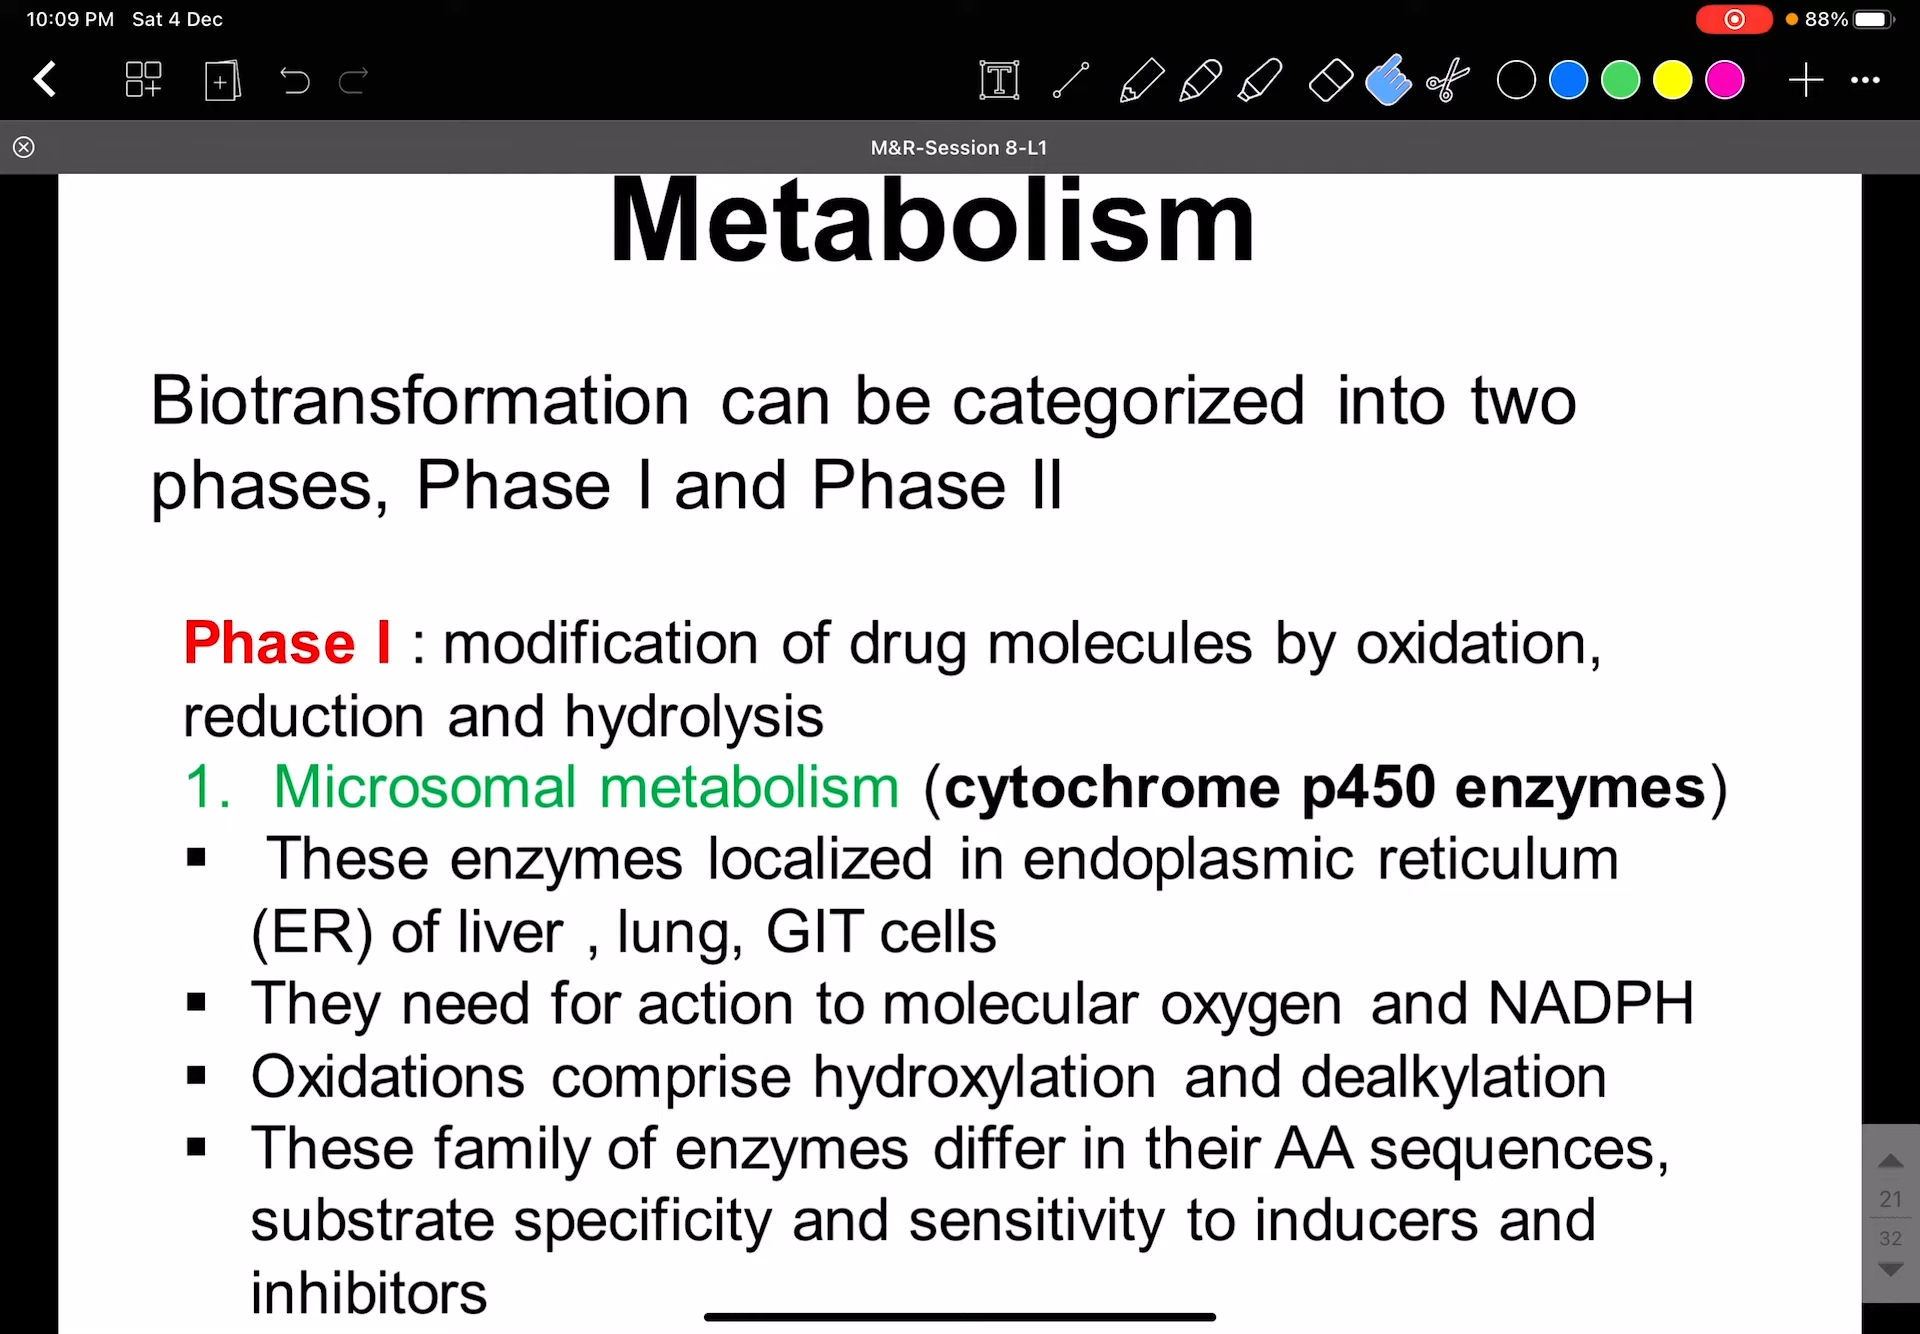 10:09 PM Sat 4 Dec
88%
T
M&R-Session 8-L1
Metabolism
Biotransformation can be categorized into two
phases, Phase I and Phase II
Phase I : modification of drug molecules by oxidation,
reduction and hydrolysis
1. Microsomal metabolism (cytochrome p450 enzymes)
▪ These enzymes localized in endoplasmic reticulum
(ER) of liver , lung, GIT cells
▪ They need for action to molecular oxygen and NADPH
▪ Oxidations comprise hydroxylation and dealkylation
▪ These family of enzymes differ in their AA sequences,
substrate specificity and sensitivity to inducers and
inhibitors
21
32